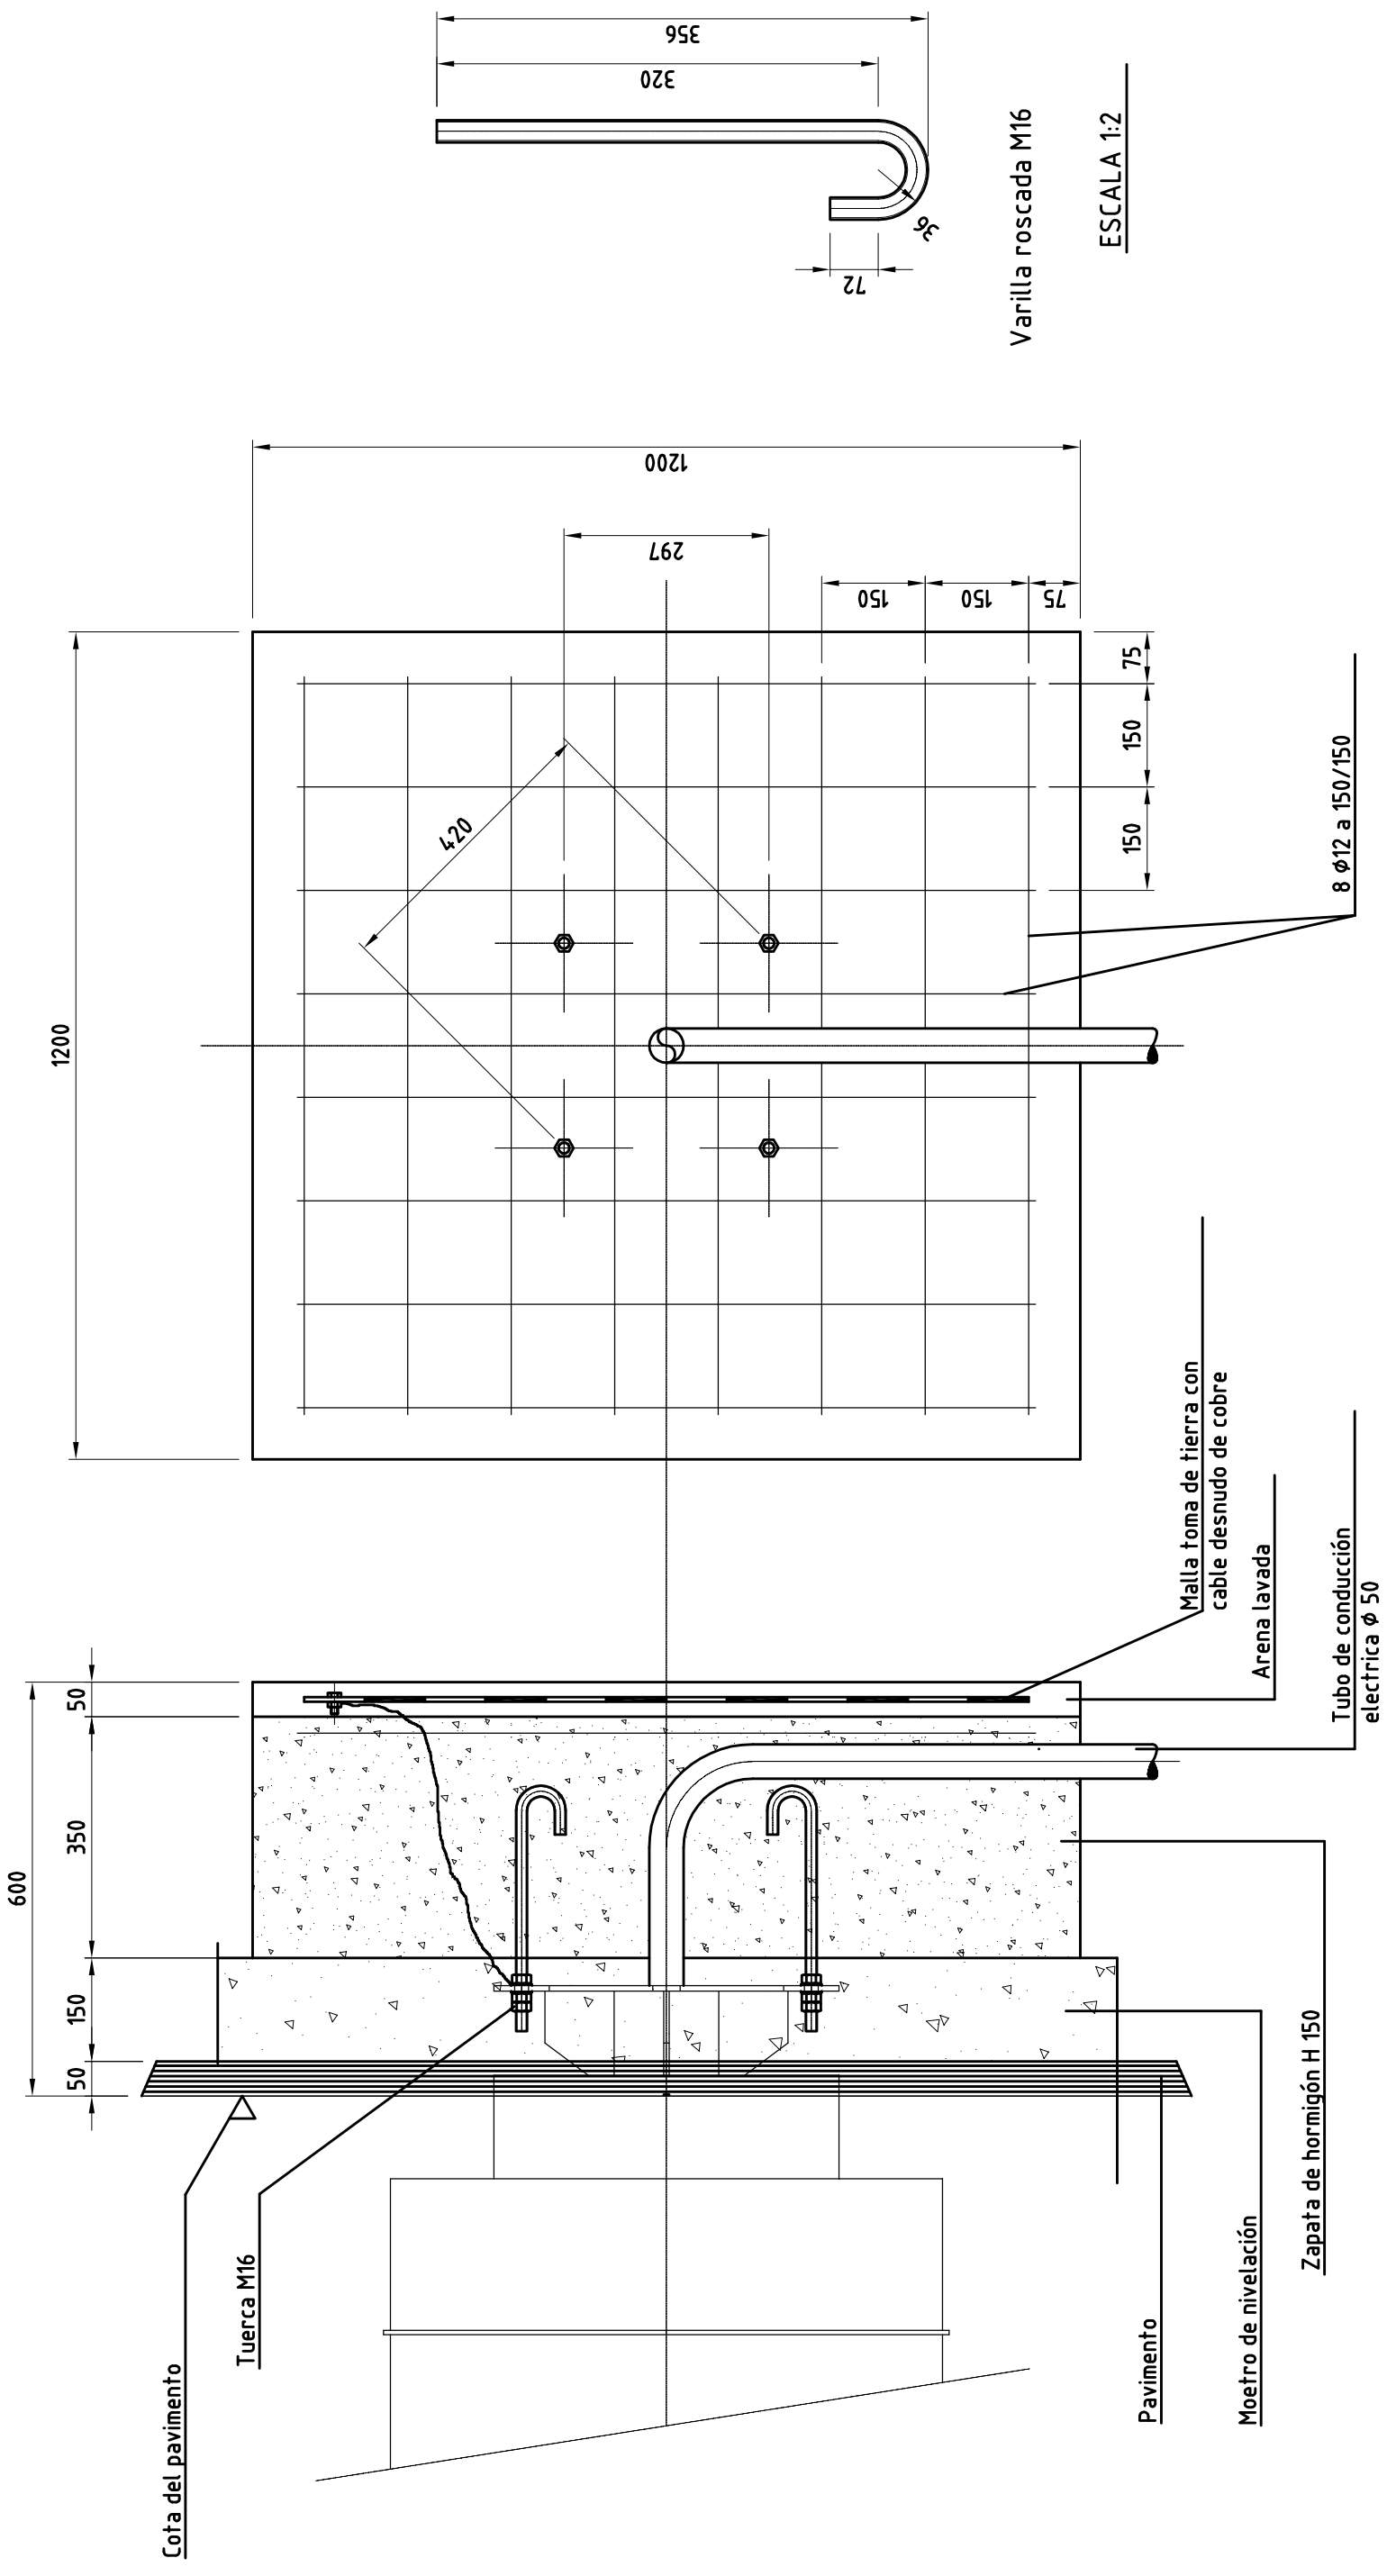 600
50
150
350
50
Cota del pavimento
Tuerca M16
Pavimento
Moetro de nivelación
Zapata de hormigón H 150
Tubo de conducción
electrica ϕ 50
Arena lavada
Malla toma de tierra con
cable desnudo de cobre
1200
420
297
1200
150
150
75
150
150
75
8 ϕ12 a 150/150
356
320
36
72
Varilla roscada M16
ESCALA 1:2